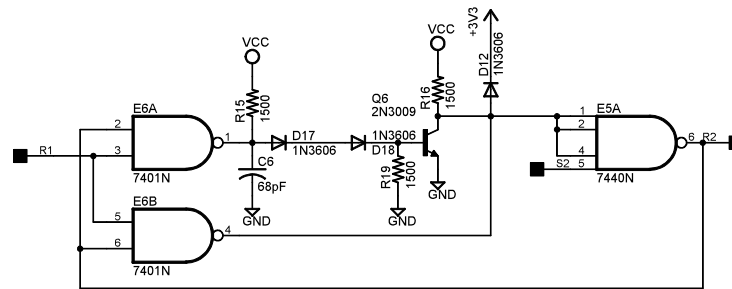 +3V3
VCC
VCC
D12
1N3606
Q6
2N3009
R16
1500
E6A
R15
1500
E5A
2
1
D17
1N3606
1N3606
D18
1
2
6
R2
R1
3
4
7401N
C6
68pF
R19
1500
S2
5
7440N
E6B
GND
GND
GND
5
4
6
7401N